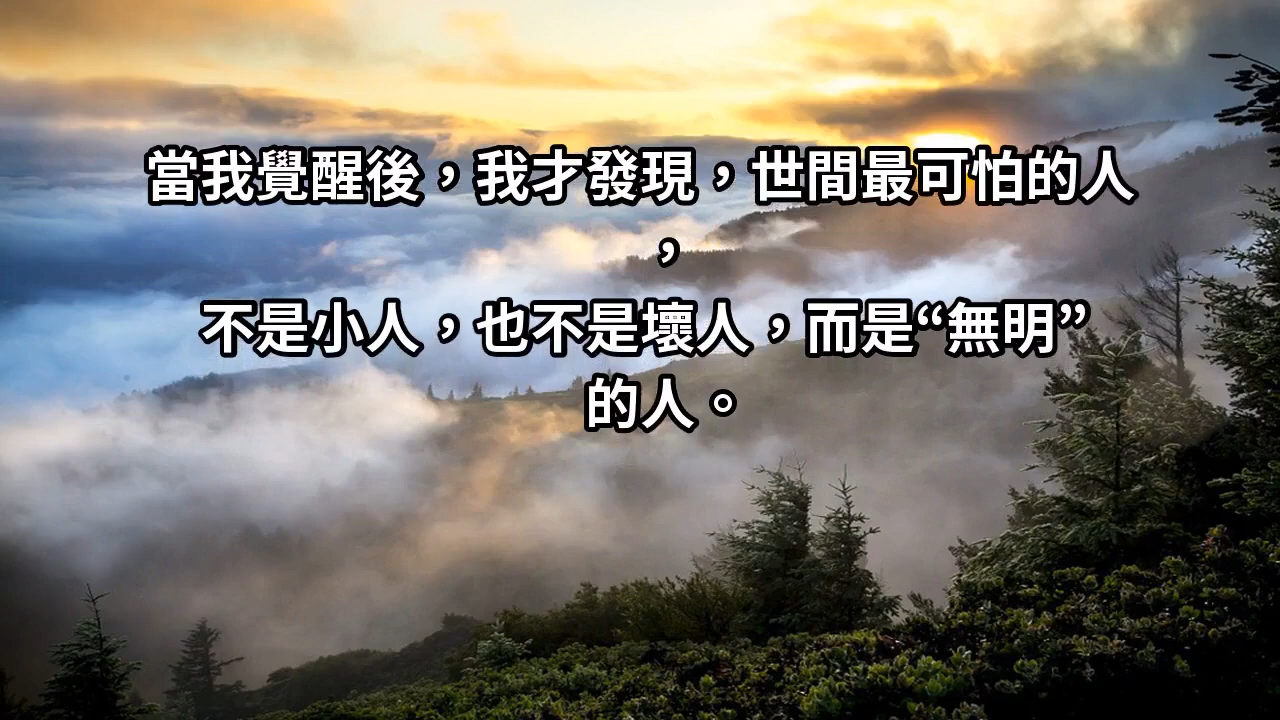 當我覺醒後，我才發現，世間最可怕的人
，
不是小人，也不是壞人，而是“無明”
的人。